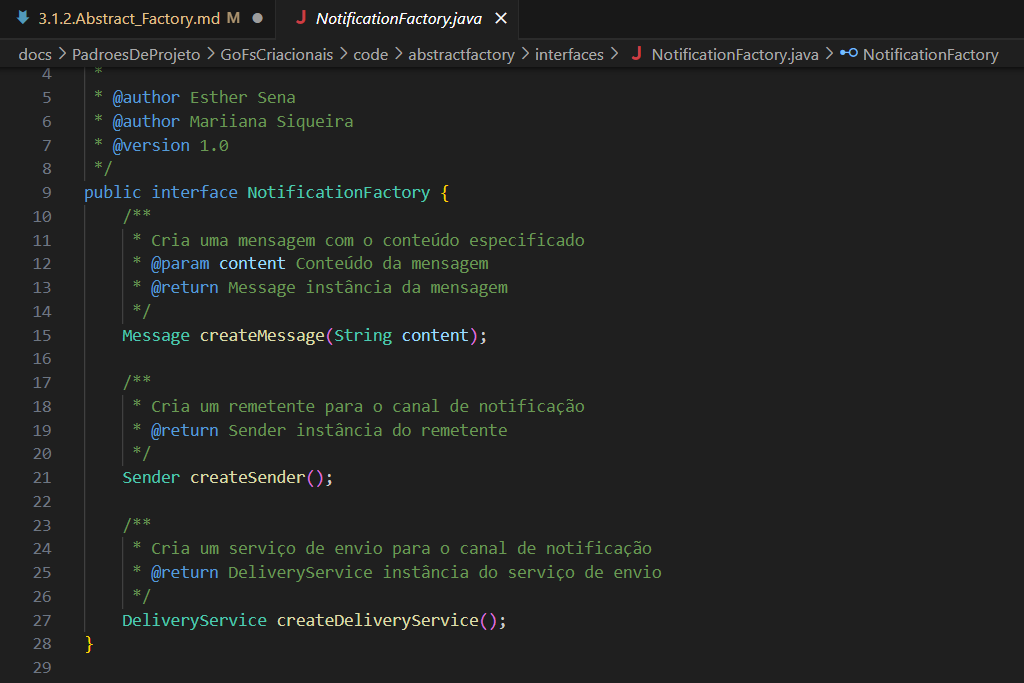 3.1.2.Abstract_Factory.md M ● J NotificationFactory.java ×
docs > PadroesDeProjeto > GoFsCriacionais > code > abstractfactory > interfaces > J NotificationFactory.java > NotificationFactory
4 *
5 * @author Esther Sena
6 * @author Mariiana Siqueira
7 * @version 1.0
8 */
9 public interface NotificationFactory {
10 /**
11 * Cria uma mensagem com o conteúdo especificado
12 * @param content Conteúdo da mensagem
13 * @return Message instância da mensagem
14 */
15 Message createMessage(String content);
16
17 /**
18 * Cria um remetente para o canal de notificação
19 * @return Sender instância do remetente
20 */
21 Sender createSender();
22
23 /**
24 * Cria um serviço de envio para o canal de notificação
25 * @return DeliveryService instância do serviço de envio
26 */
27 DeliveryService createDeliveryService();
28 }
29